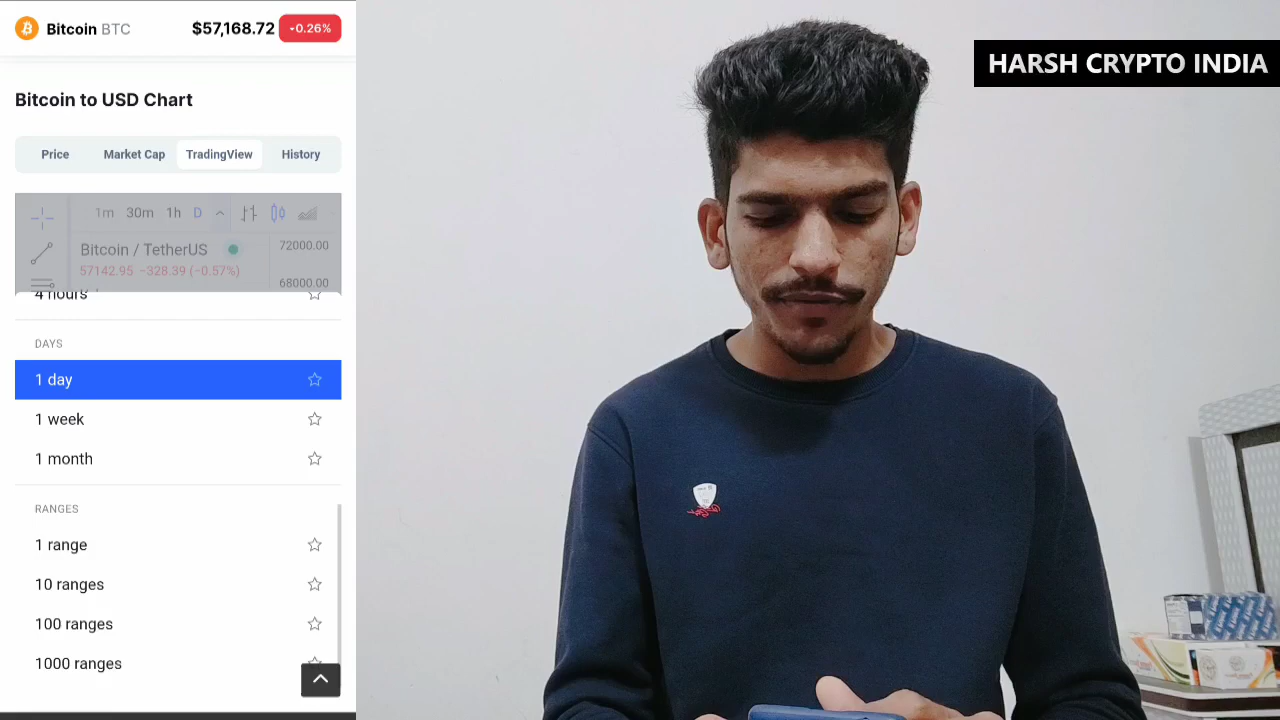 Bitcoin BTC $57,168.72 -0.26%
HARSH CRYPTO INDIA
Bitcoin to USD Chart
Price Market Cap TradingView History
1m 30m 1h D
Bitcoin / TetherUS 72000.00
57142.95 −328.39 (−0.57%)
68000.00
4 hours
DAYS
1 day
1 week
1 month
RANGES
1 range
10 ranges
100 ranges
1000 ranges